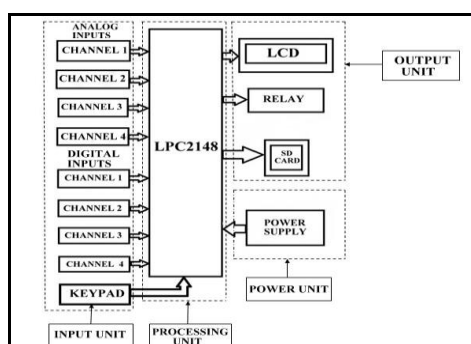 ANALOG
INPUTS
CHANNEL 1
CHANNEL 2
CHANNEL 3
CHANNEL 4
DIGITAL
INPUTS
CHANNEL 1
CHANNEL 2
CHANNEL 3
CHANNEL 4
KEYPAD
INPUT UNIT
LPC2148
PROCESSING
UNIT
LCD
RELAY
SD
CARD
OUTPUT
UNIT
POWER
SUPPLY
POWER UNIT